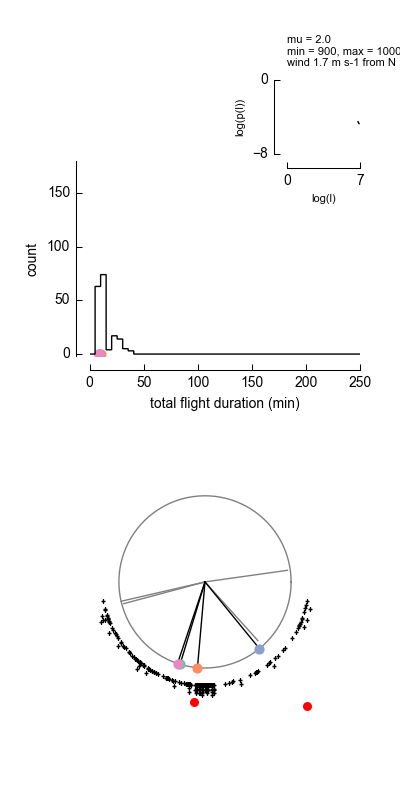 mu = 2.0
min = 900, max = 1000
wind 1.7 m s-1 from N
0
log(p(l))
−8
0
7
log(l)
150
100
50
0
count
0
50
100
150
200
250
total flight duration (min)